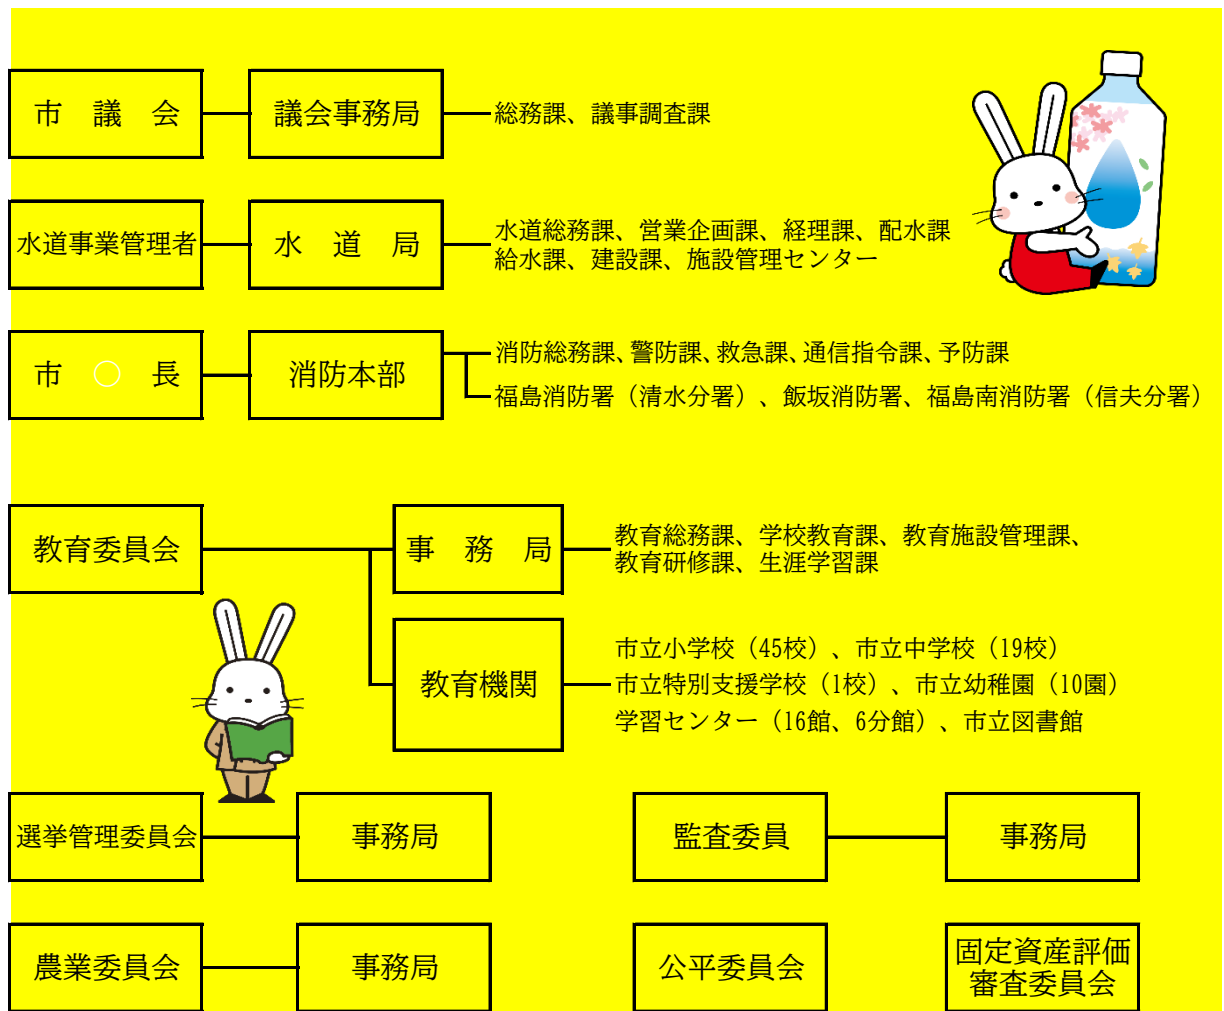 市　議　会
議会事務局
総務課、議事調査課
水道事業管理者
水　道　局
水道総務課、営業企画課、経理課、配水課
給水課、建設課、施設管理センター
市　〇　長
消防本部
消防総務課、警防課、救急課、通信指令課、予防課
福島消防署（清水分署）、飯坂消防署、福島南消防署（信夫分署）
教育委員会
事　務　局
教育総務課、学校教育課、教育施設管理課、
教育研修課、生涯学習課
教育機関
市立小学校（45校）、市立中学校（19校）
市立特別支援学校（1校）、市立幼稚園（10園）
学習センター（16館、6分館）、市立図書館
選挙管理委員会
事務局
監査委員
事務局
農業委員会
事務局
公平委員会
固定資産評価
審査委員会